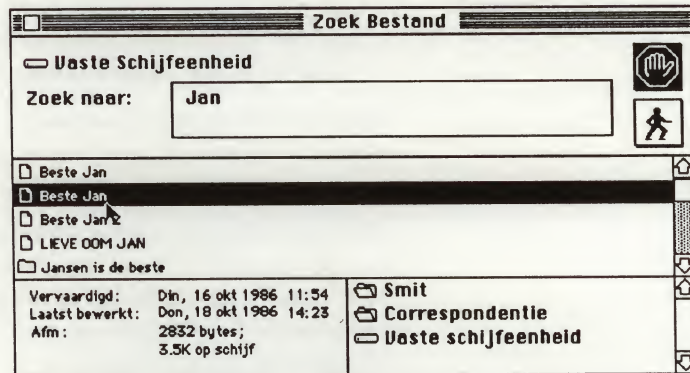 Zoek Bestand
Vaste Schijfeenheid
Zoek naar: Jan
Beste Jan
Beste Jan
Beste Jan 2
LIEVE OOM JAN
Jansen is de beste
Vervaardigd: Din, 16 okt 1986 11:54
Laatst bewerkt: Don, 18 okt 1986 14:23
Afm: 2832 bytes;
3.5K op schijf
Smit
Correspondentie
Vaste schijfeenheid